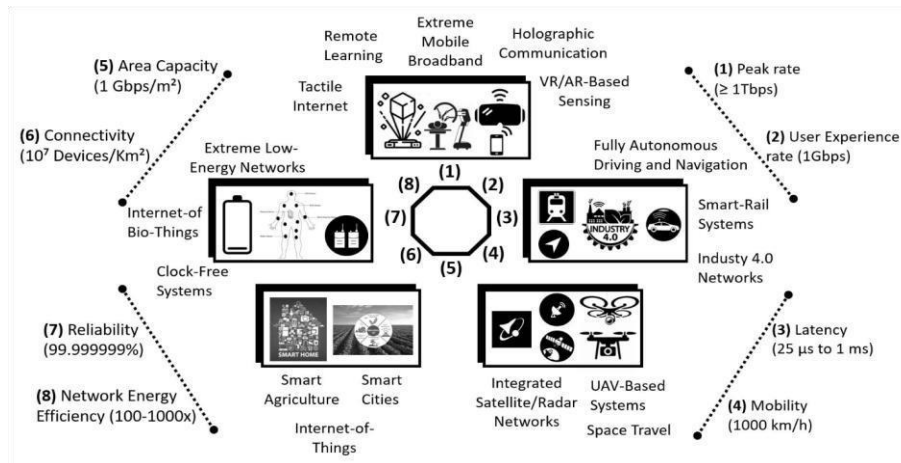 Remote
Learning
Extreme
Mobile
Broadband
Holographic
Communication
(5) Area Capacity
(1 Gbps/m²)
(1) Peak rate
(≥ 1Tbps)
Tactile
Internet
VR/AR-Based
Sensing
(6) Connectivity
(10⁷ Devices/Km²)
(2) User Experience
rate (1Gbps)
Extreme Low-
Energy Networks
Fully Autonomous
Driving and Navigation
(1)
(8)
(2)
(7)
(3)
(6)
(4)
(5)
Internet-of
Bio-Things
INDUSTRY
4.0
Smart-Rail
Systems
Clock-Free
Systems
Industy 4.0
Networks
SMART HOME
(7) Reliability
(99.999999%)
(3) Latency
(25 µs to 1 ms)
(8) Network Energy
Efficiency (100-1000x)
(4) Mobility
(1000 km/h)
Smart
Agriculture
Smart
Cities
Internet-of-
Things
Integrated
Satellite/Radar
Networks
UAV-Based
Systems
Space Travel